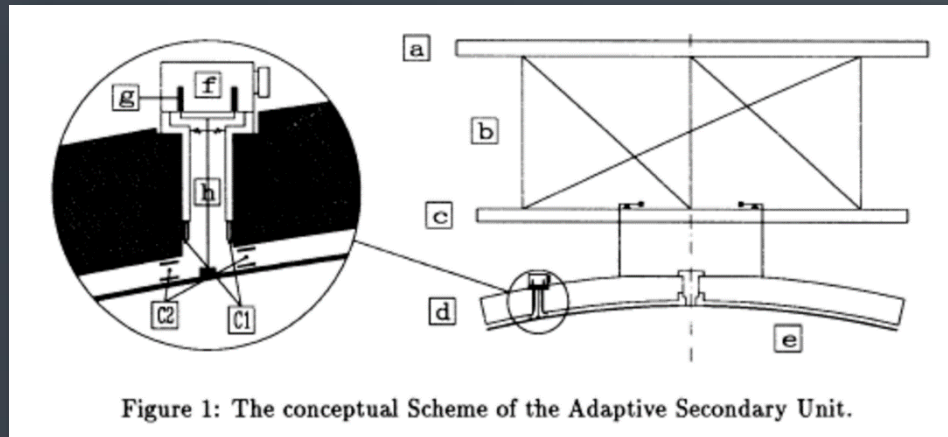 a
f
g
b
h
c
C2
C1
d
e
Figure 1: The conceptual Scheme of the Adaptive Secondary Unit.